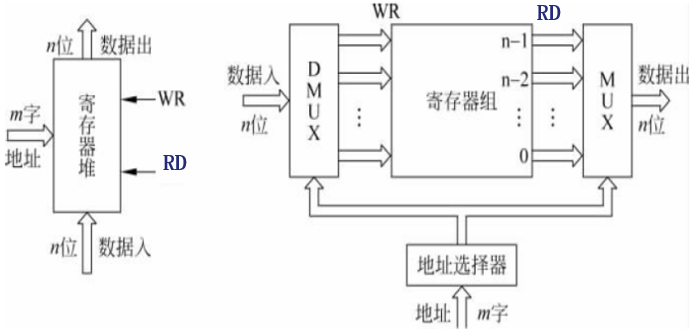 n位
数据出
寄存器堆
WR
m字
地址
RD
n位
数据入
WR
RD
数据入
n位
DMUX
寄存器组
n−1
n−2
⋮
⋮
⋮
0
MUX
数据出
n位
地址选择器
地址
m字